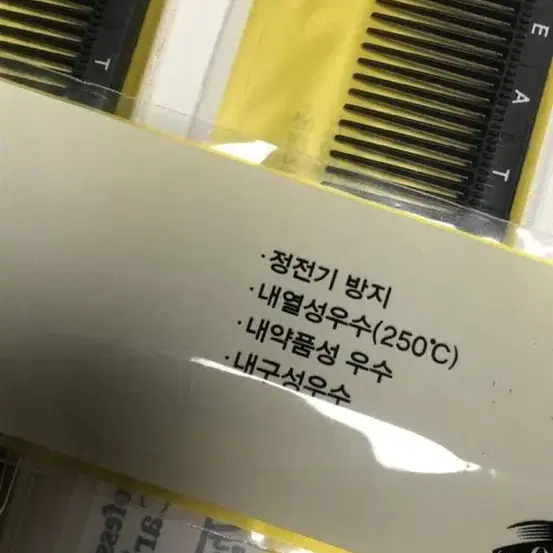 E
A
T
T
·정전기 방지
·내열성우수(250℃)
·내약품성 우수
·내구성우수